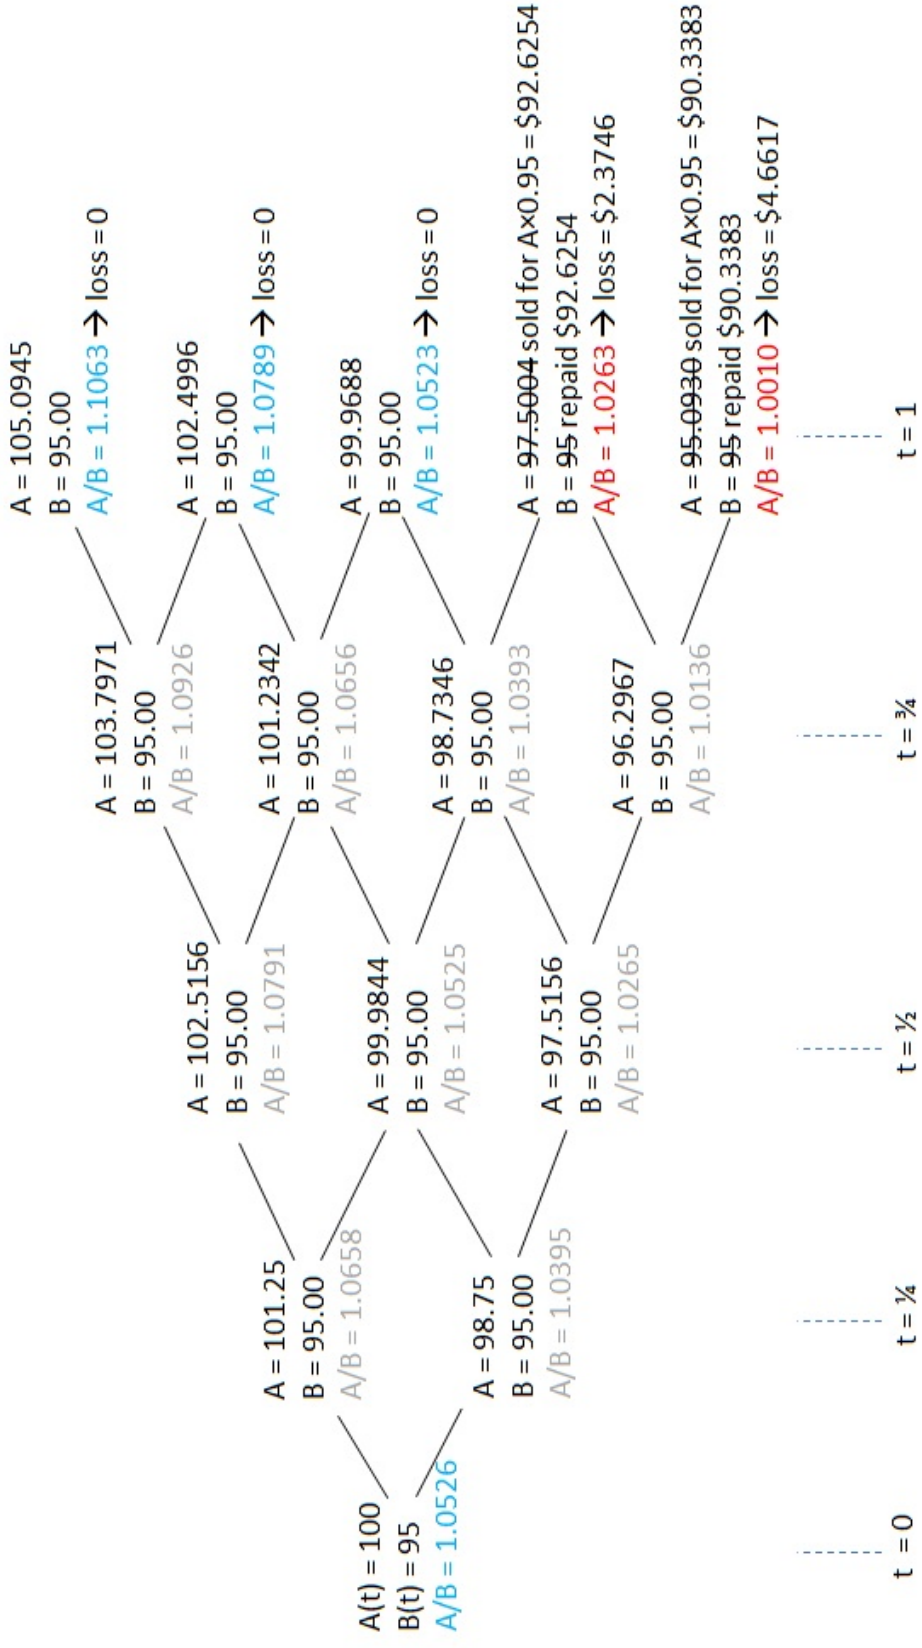 A(t) = 100
B(t) = 95
A/B = 1.0526
A = 101.25
B = 95.00
A/B = 1.0658
A = 98.75
B = 95.00
A/B = 1.0395
A = 102.5156
B = 95.00
A/B = 1.0791
A = 99.9844
B = 95.00
A/B = 1.0525
A = 97.5156
B = 95.00
A/B = 1.0265
A = 103.7971
B = 95.00
A/B = 1.0926
A = 101.2342
B = 95.00
A/B = 1.0656
A = 98.7346
B = 95.00
A/B = 1.0393
A = 96.2967
B = 95.00
A/B = 1.0136
A = 105.0945
B = 95.00
A/B = 1.1063 → loss = 0
A = 102.4996
B = 95.00
A/B = 1.0789 → loss = 0
A = 99.9688
B = 95.00
A/B = 1.0523 → loss = 0
A = 97.5004 sold for A×0.95 = $92.6254
B = 95 repaid $92.6254
A/B = 1.0263 → loss = $2.3746
A = 95.0930 sold for A×0.95 = $90.3383
B = 95 repaid $90.3383
A/B = 1.0010 → loss = $4.6617
t = 0
t = ¼
t = ½
t = ¾
t = 1